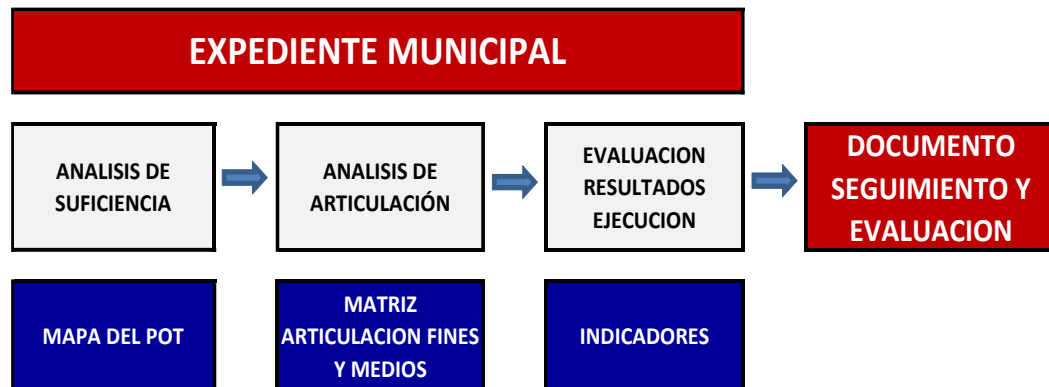 EXPEDIENTE MUNICIPAL
ANALISIS DE
SUFICIENCIA
ANALISIS DE
ARTICULACIÓN
EVALUACION
RESULTADOS
EJECUCION
DOCUMENTO
SEGUIMIENTO Y
EVALUACION
MAPA DEL POT
MATRIZ
ARTICULACION FINES
Y MEDIOS
INDICADORES